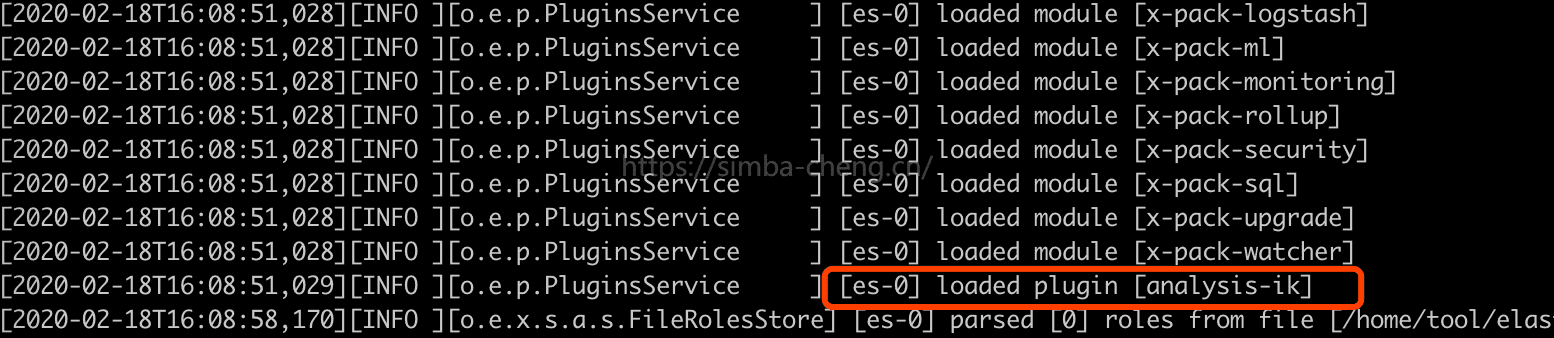 [2020-02-18T16:08:51,028][INFO ][o.e.p.PluginsService     ] [es-0] loaded module [x-pack-logstash]
[2020-02-18T16:08:51,028][INFO ][o.e.p.PluginsService     ] [es-0] loaded module [x-pack-ml]
[2020-02-18T16:08:51,028][INFO ][o.e.p.PluginsService     ] [es-0] loaded module [x-pack-monitoring]
[2020-02-18T16:08:51,028][INFO ][o.e.p.PluginsService     ] [es-0] loaded module [x-pack-rollup]
[2020-02-18T16:08:51,028][INFO ][o.e.p.PluginsService     ] [es-0] loaded module [x-pack-security]
https://simba-cheng.cn/
[2020-02-18T16:08:51,028][INFO ][o.e.p.PluginsService     ] [es-0] loaded module [x-pack-sql]
[2020-02-18T16:08:51,028][INFO ][o.e.p.PluginsService     ] [es-0] loaded module [x-pack-upgrade]
[2020-02-18T16:08:51,028][INFO ][o.e.p.PluginsService     ] [es-0] loaded module [x-pack-watcher]
[2020-02-18T16:08:51,029][INFO ][o.e.p.PluginsService     ] [es-0] loaded plugin [analysis-ik]
[2020-02-18T16:08:58,170][INFO ][o.e.x.s.a.s.FileRolesStore] [es-0] parsed [0] roles from file [/home/tool/elas